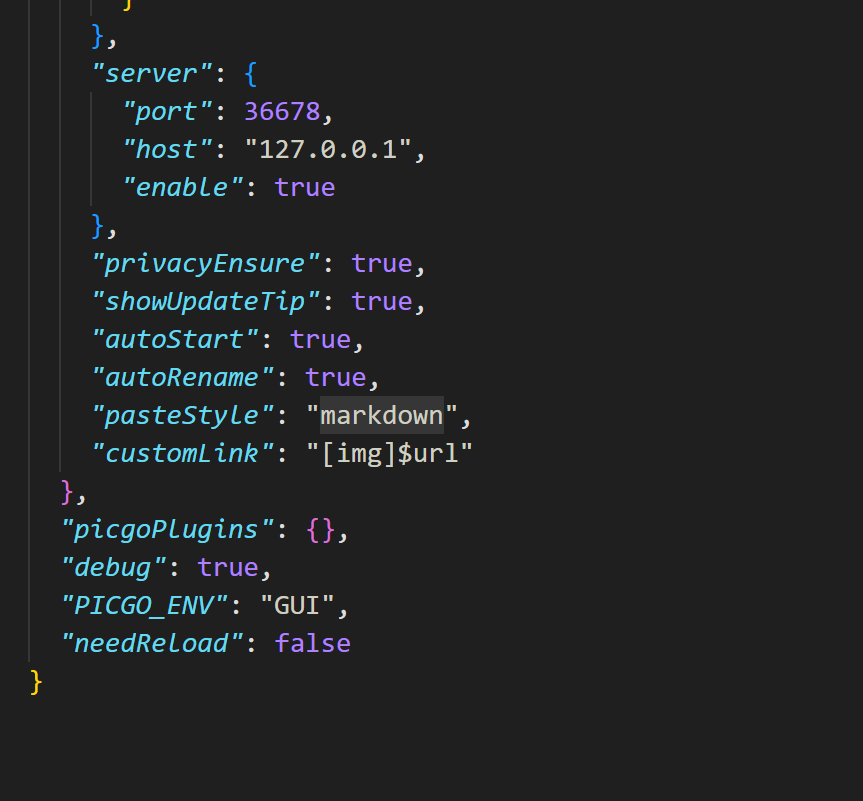 }
},
"server": {
"port": 36678,
"host": "127.0.0.1",
"enable": true
},
"privacyEnsure": true,
"showUpdateTip": true,
"autoStart": true,
"autoRename": true,
"pasteStyle": "markdown",
"customLink": "[img]$url"
},
"picgoPlugins": {},
"debug": true,
"PICGO_ENV": "GUI",
"needReload": false
}